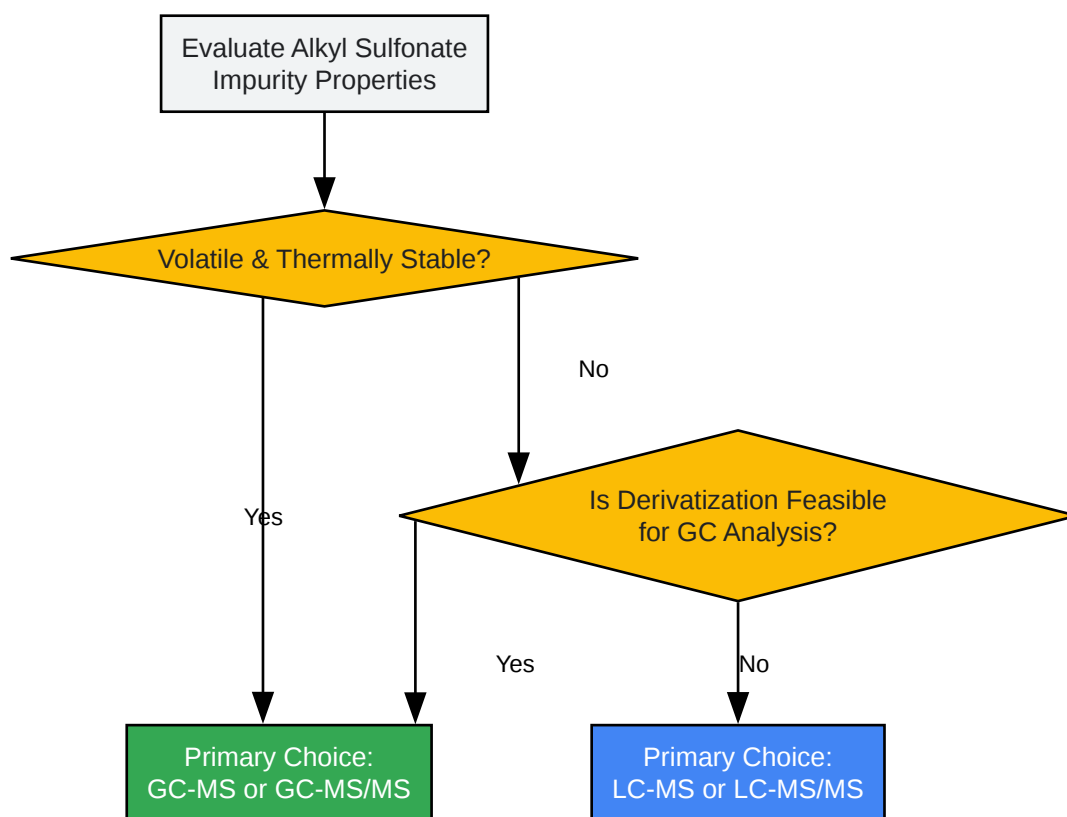 Evaluate Alkyl Sulfonate
Impurity Properties
Volatile & Thermally Stable?
No
Is Derivatization Feasible
for GC Analysis?
Yes
Yes
No
Primary Choice:
GC-MS or GC-MS/MS
Primary Choice:
LC-MS or LC-MS/MS